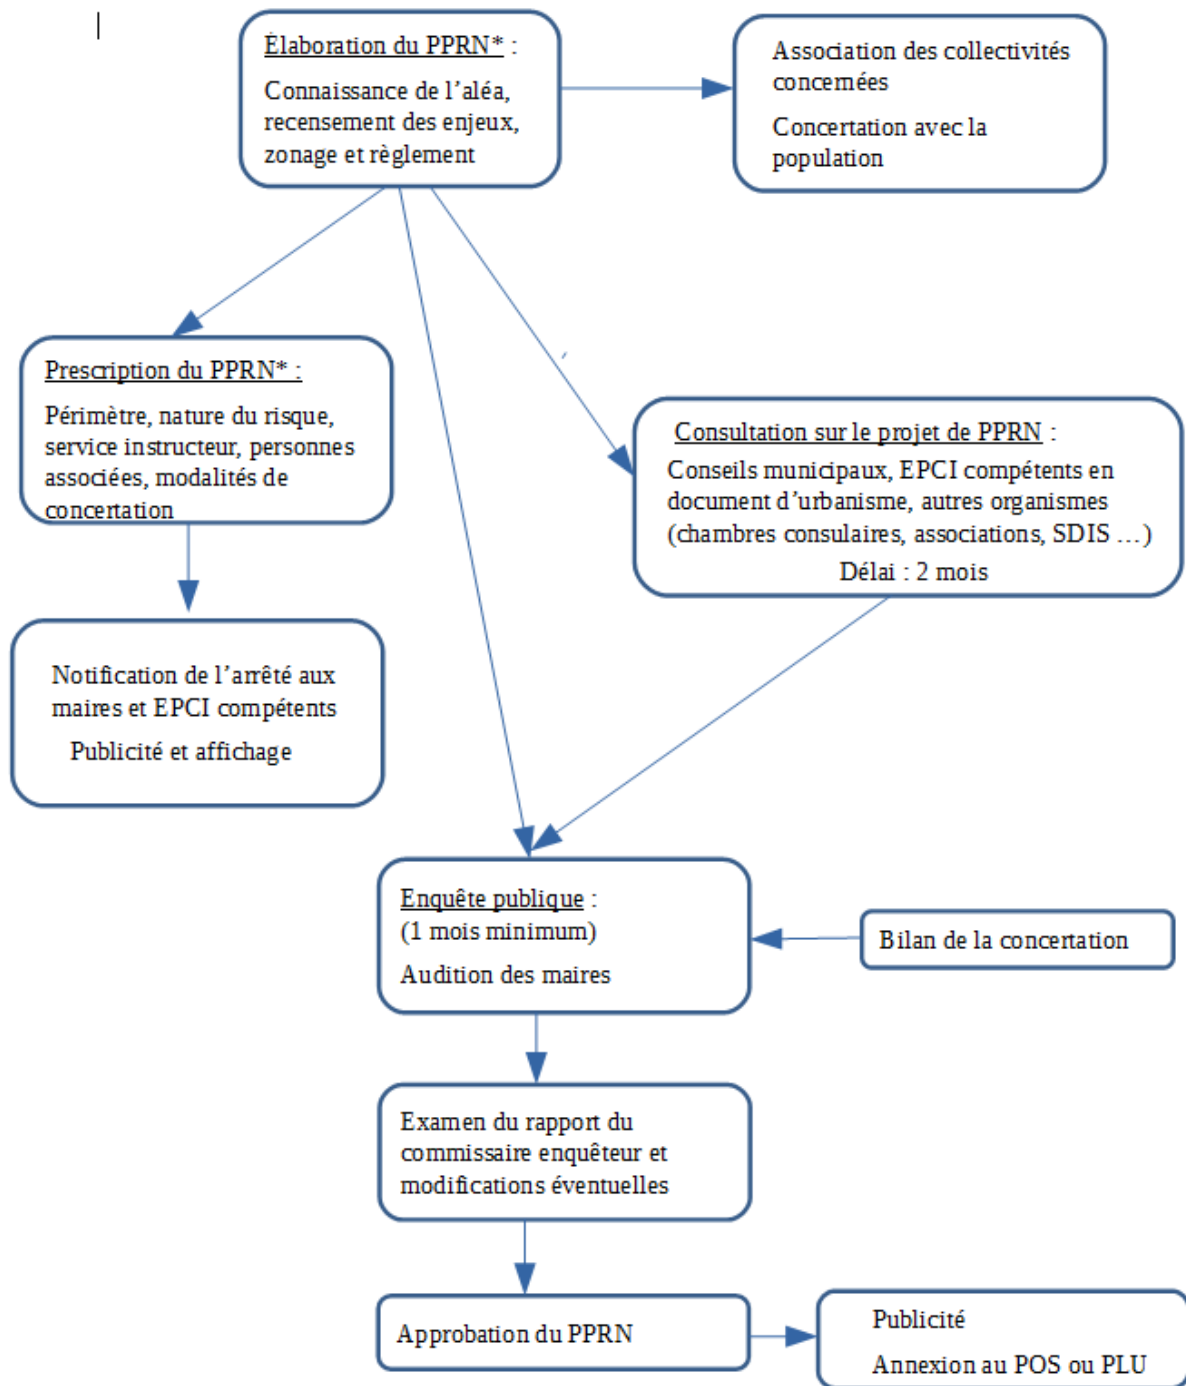 Élaboration du PPRN* :
Connaissance de l’aléa,
recensement des enjeux,
zonage et règlement
Association des collectivités
concernées
Concertation avec la
population
Prescription du PPRN* :
Périmètre, nature du risque,
service instructeur, personnes
associées, modalités de
concertation
Consultation sur le projet de PPRN :
Conseils municipaux, EPCI compétents en
document d’urbanisme, autres organismes
(chambres consulaires, associations, SDIS …)
Délai : 2 mois
Notification de l’arrêté aux
maires et EPCI compétents
Publicité et affichage
Enquête publique :
(1 mois minimum)
Audition des maires
Bilan de la concertation
Examen du rapport du
commissaire enquêteur et
modifications éventuelles
Approbation du PPRN
Publicité
Annexion au POS ou PLU